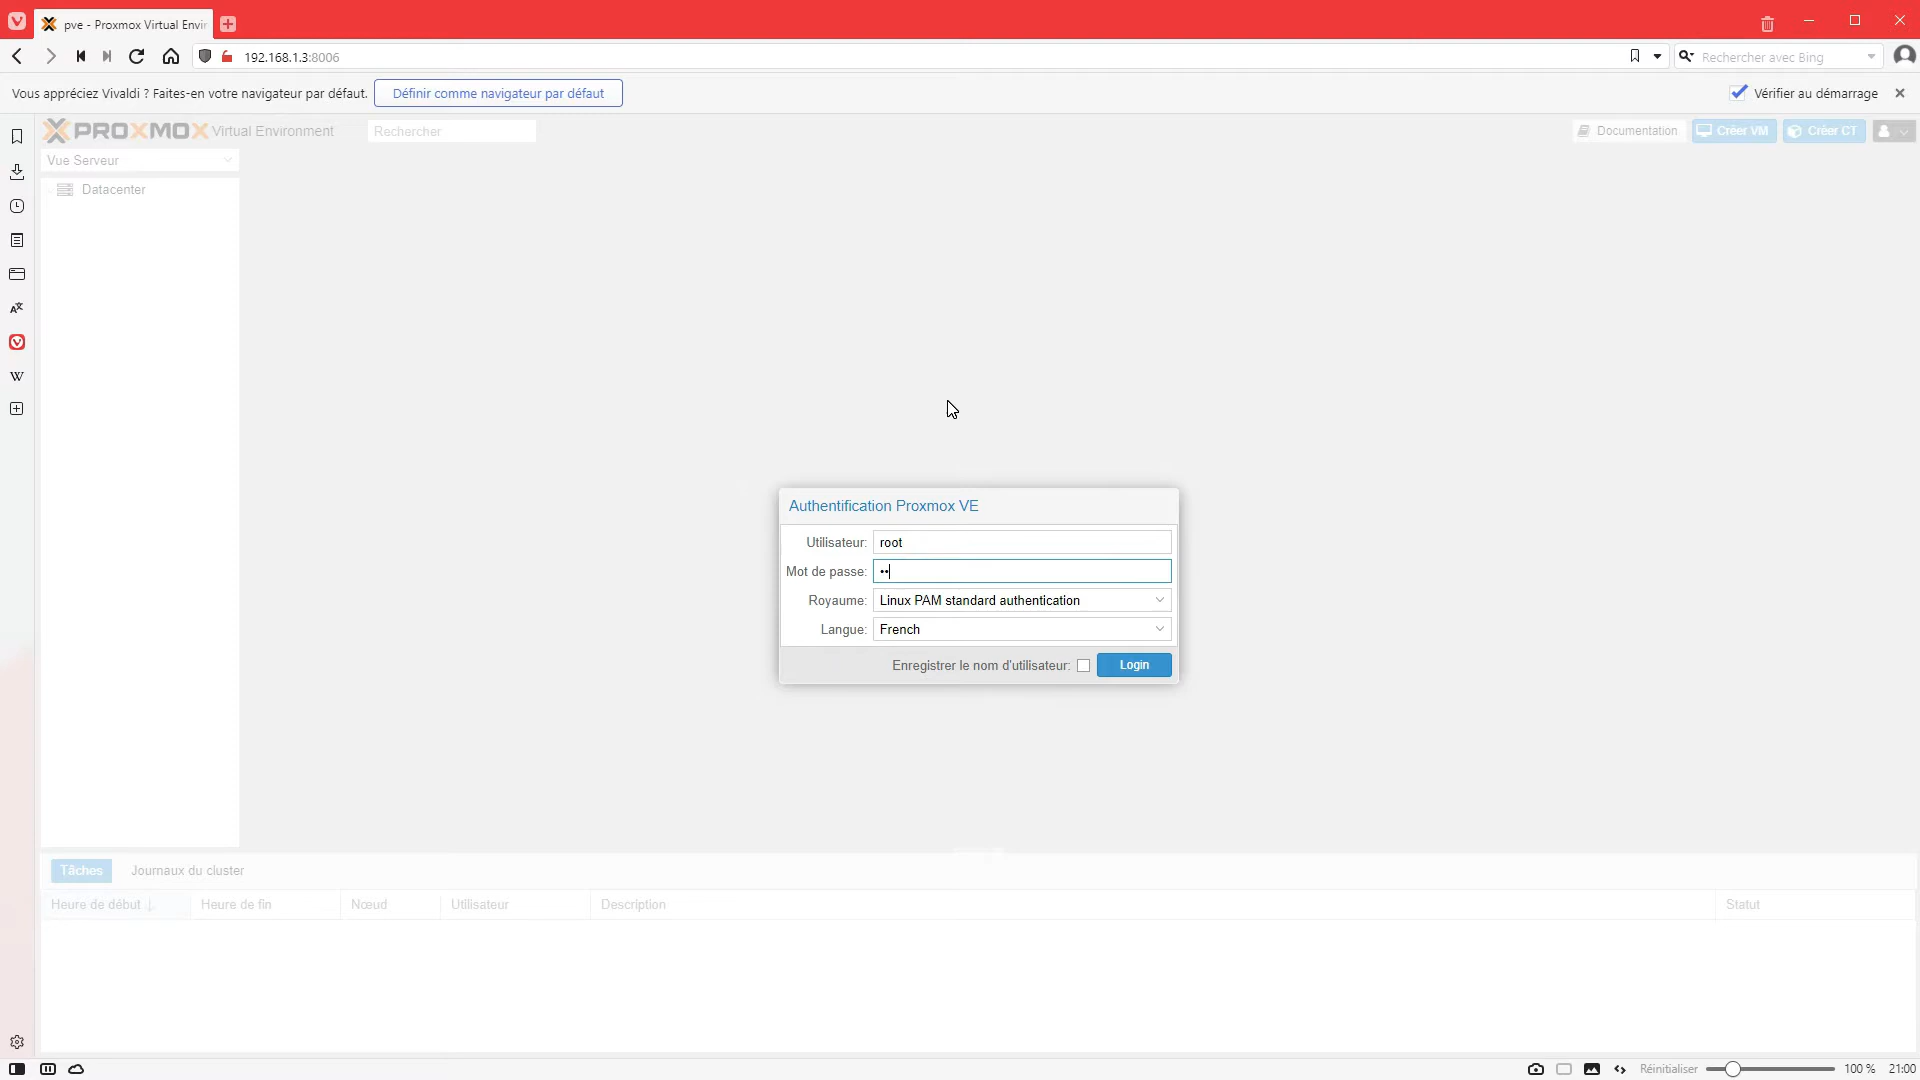 pve - Proxmox Virtual Envir
192.168.1.3:8006
Rechercher avec Bing
Vous appréciez Vivaldi ? Faites-en votre navigateur par défaut.
Définir comme navigateur par défaut
Vérifier au démarrage
PROXMOX Virtual Environment
Rechercher
Documentation
Créer VM
Créer CT
Vue Serveur
Datacenter
Authentification Proxmox VE
Utilisateur: root
Mot de passe: ••
Royaume: Linux PAM standard authentication
Langue: French
Enregistrer le nom d'utilisateur:
Login
Tâches
Journaux du cluster
Heure de début
Heure de fin
Nœud
Utilisateur
Description
Statut
Réinitialiser
100 %
21:00